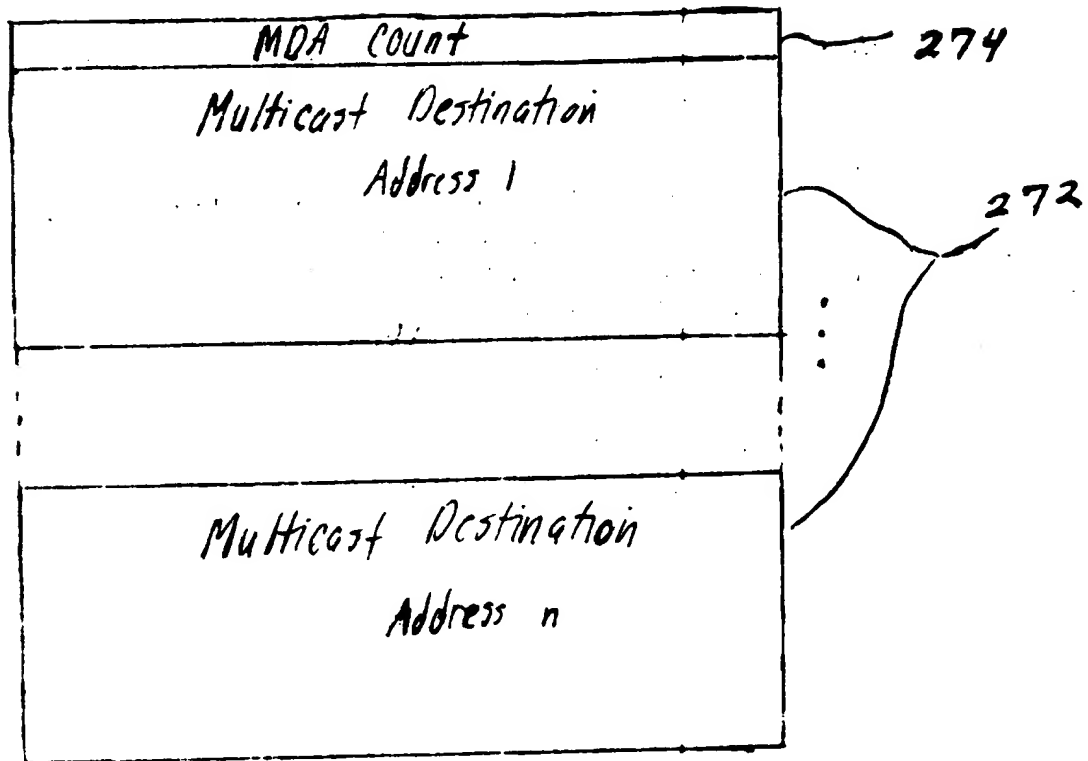 MDA Count
274
Multicast Destination
Address 1
272
Multicast Destination
Address n